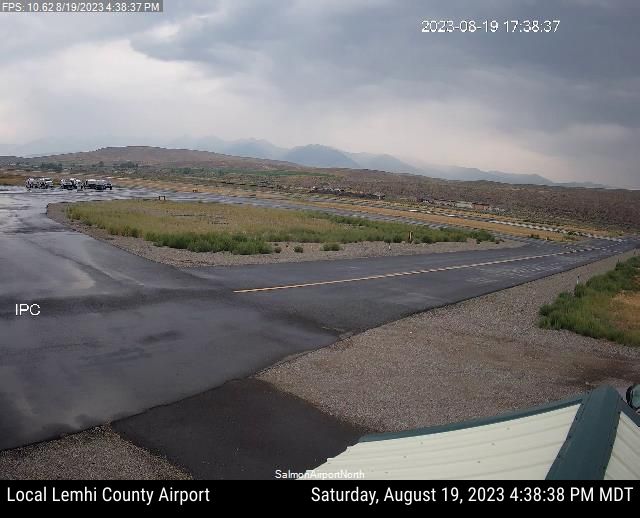 FPS: 10.62 8/19/2023 4:38:37 PM
2023-08-19 17:38:37
IPC
SalmonAirportNorth
Local Lemhi County Airport
Saturday, August 19, 2023 4:38:38 PM MDT